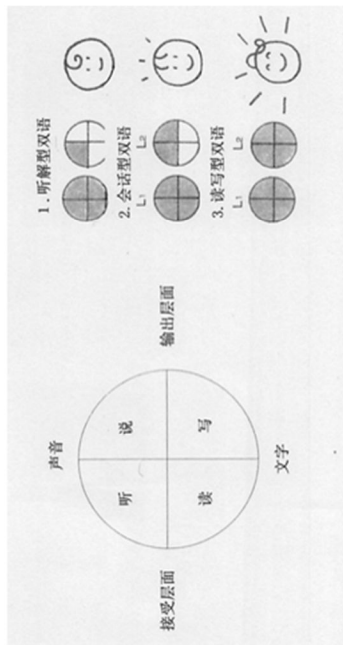 声音
听
说
接受层面
输出层面
读
写
文字
1.听解型双语
2.会话型双语
L1
L2
3.读写型双语
L1
L2